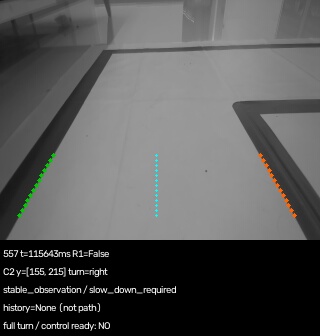 557 t=115643ms R1=False
C2 y=[155, 215] turn=right
stable_observation / slow_down_required
history=None (not path)
full turn / control ready: NO